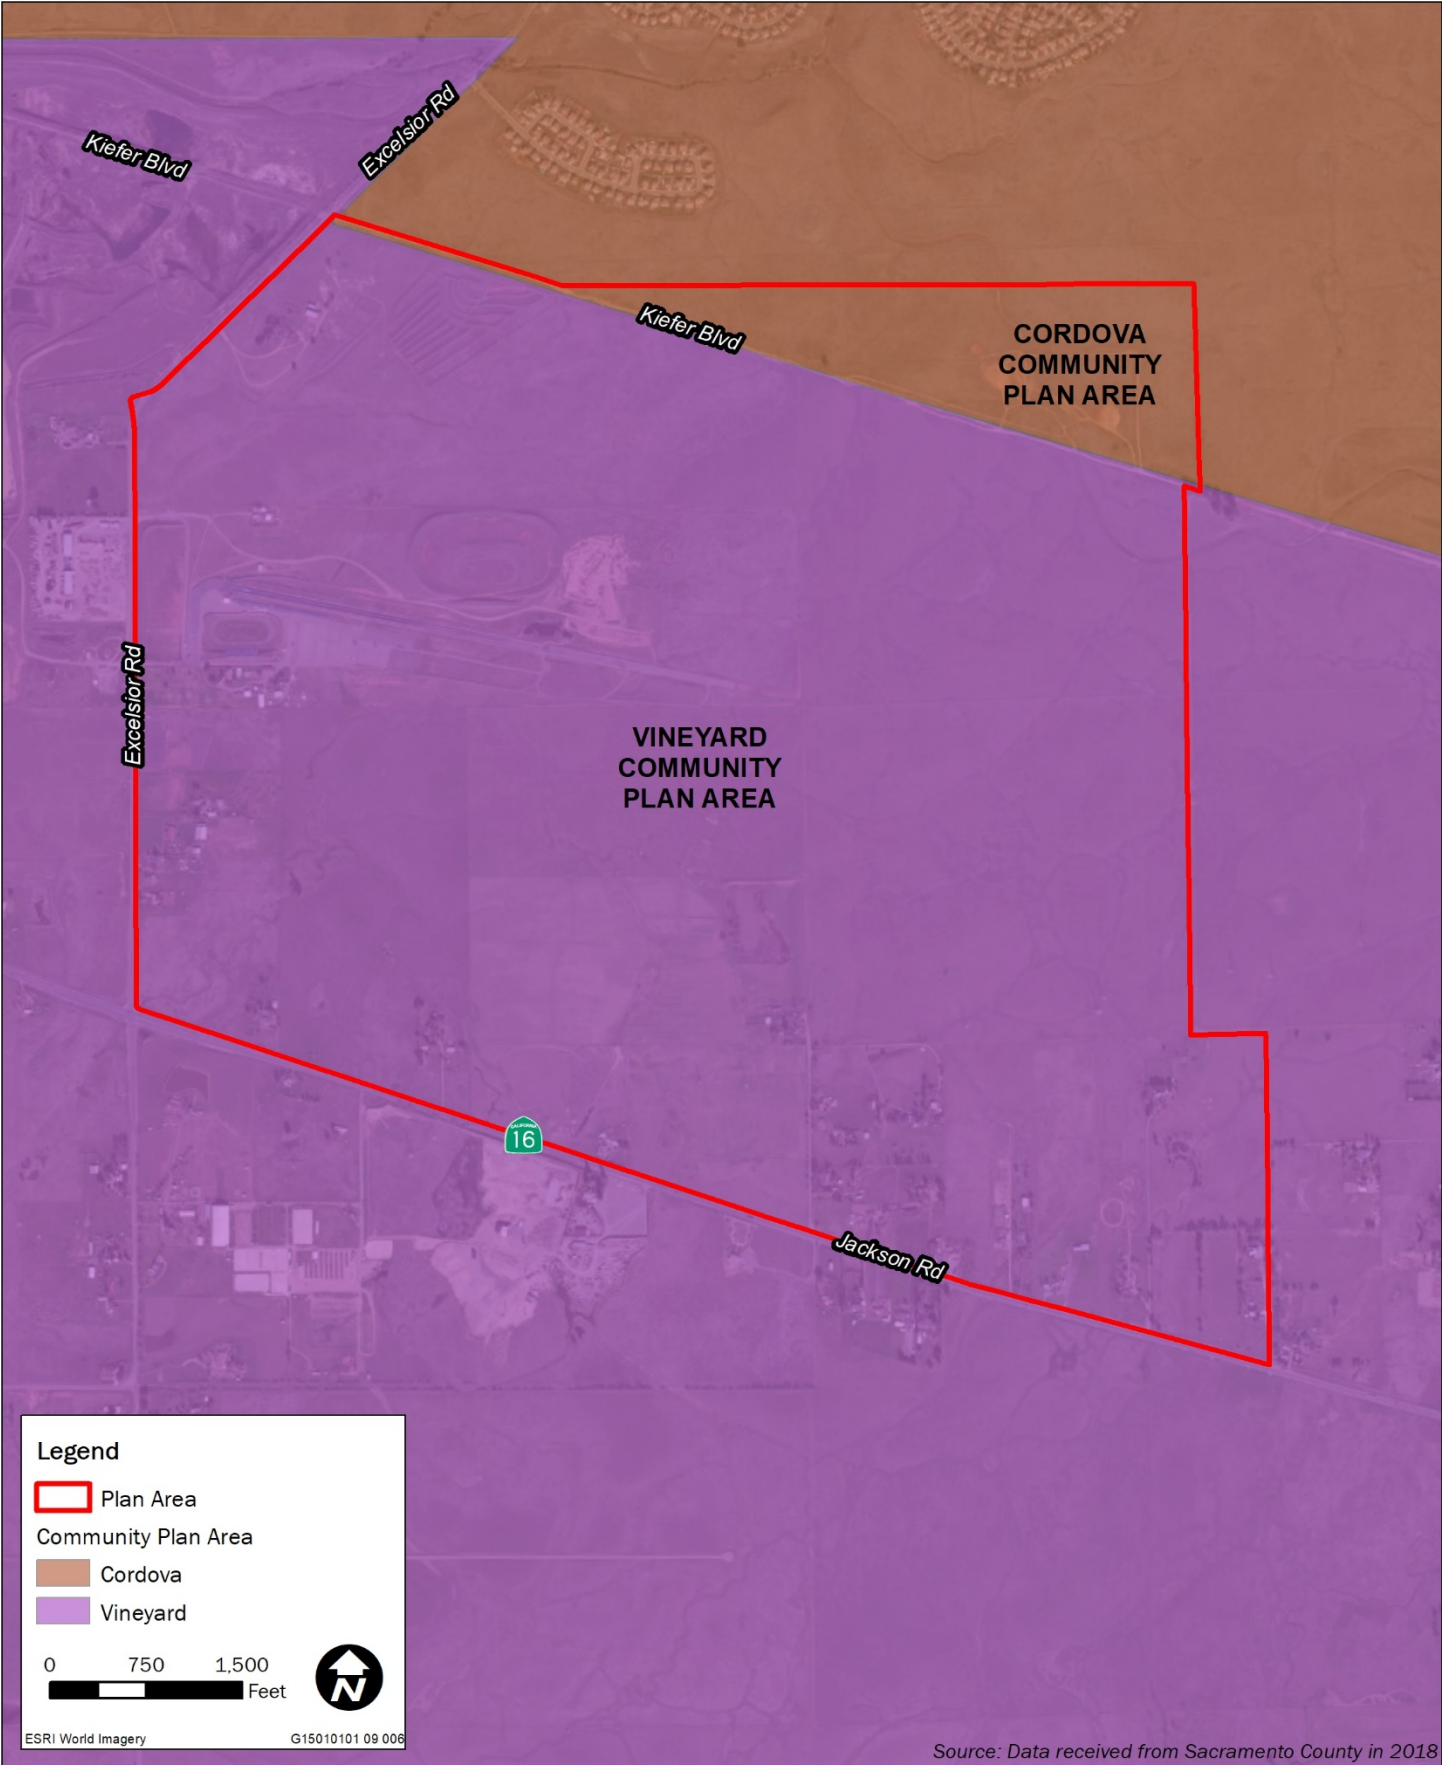 Excelsior Rd
Kiefer Blvd
Kiefer Blvd
CORDOVA
COMMUNITY
PLAN AREA
Excelsior Rd
VINEYARD
COMMUNITY
PLAN AREA
CALIFORNIA
16
Jackson Rd
Legend
Plan Area
Community Plan Area
Cordova
Vineyard
0 750 1,500
Feet
N
ESRI World Imagery G15010101 09 006
Source: Data received from Sacramento County in 2018